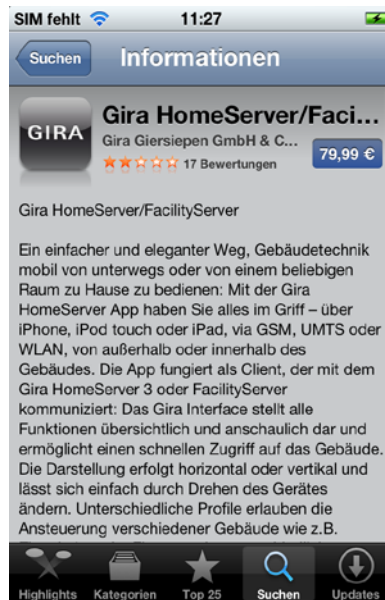 SIM fehlt 11:27
Suchen Informationen
GIRA
Gira HomeServer/Faci...
Gira Giersiepen GmbH & C...
17 Bewertungen
79,99 €
Gira HomeServer/FacilityServer
Ein einfacher und eleganter Weg, Gebäudetechnik
mobil von unterwegs oder von einem beliebigen
Raum zu Hause zu bedienen: Mit der Gira
HomeServer App haben Sie alles im Griff – über
iPhone, iPod touch oder iPad, via GSM, UMTS oder
WLAN, von außerhalb oder innerhalb des
Gebäudes. Die App fungiert als Client, der mit dem
Gira HomeServer 3 oder FacilityServer
kommuniziert: Das Gira Interface stellt alle
Funktionen übersichtlich und anschaulich dar und
ermöglicht einen schnellen Zugriff auf das Gebäude.
Die Darstellung erfolgt horizontal oder vertikal und
lässt sich einfach durch Drehen des Gerätes
ändern. Unterschiedliche Profile erlauben die
Ansteuerung verschiedener Gebäude wie z.B.
Highlights Kategorien Top 25 Suchen Updates